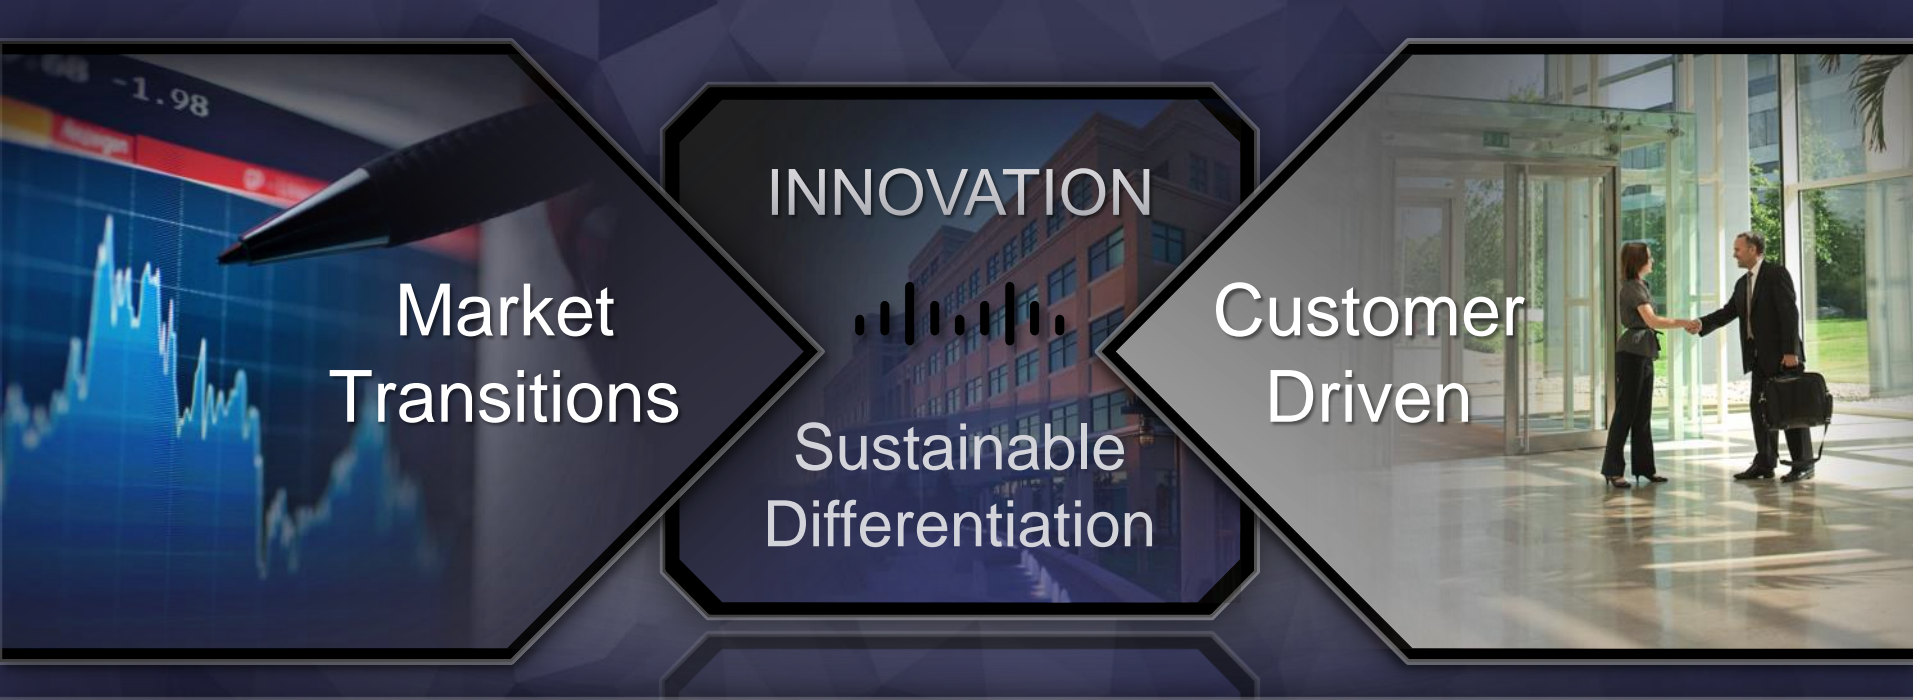 -1.98
Market
Transitions
INNOVATION
Sustainable
Differentiation
Customer
Driven